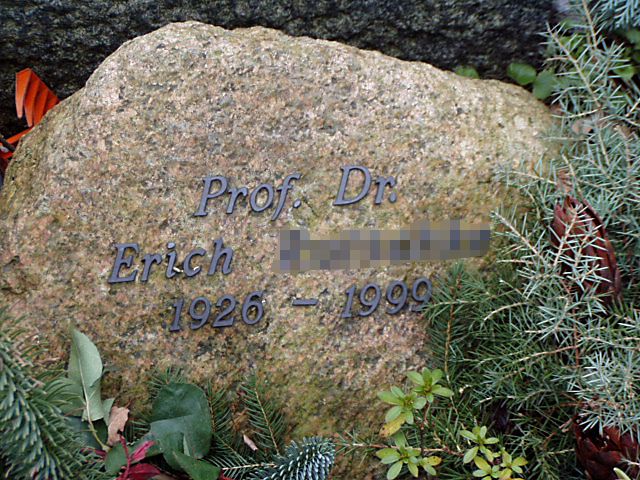 Prof. Dr.
Erich
1926 – 1999